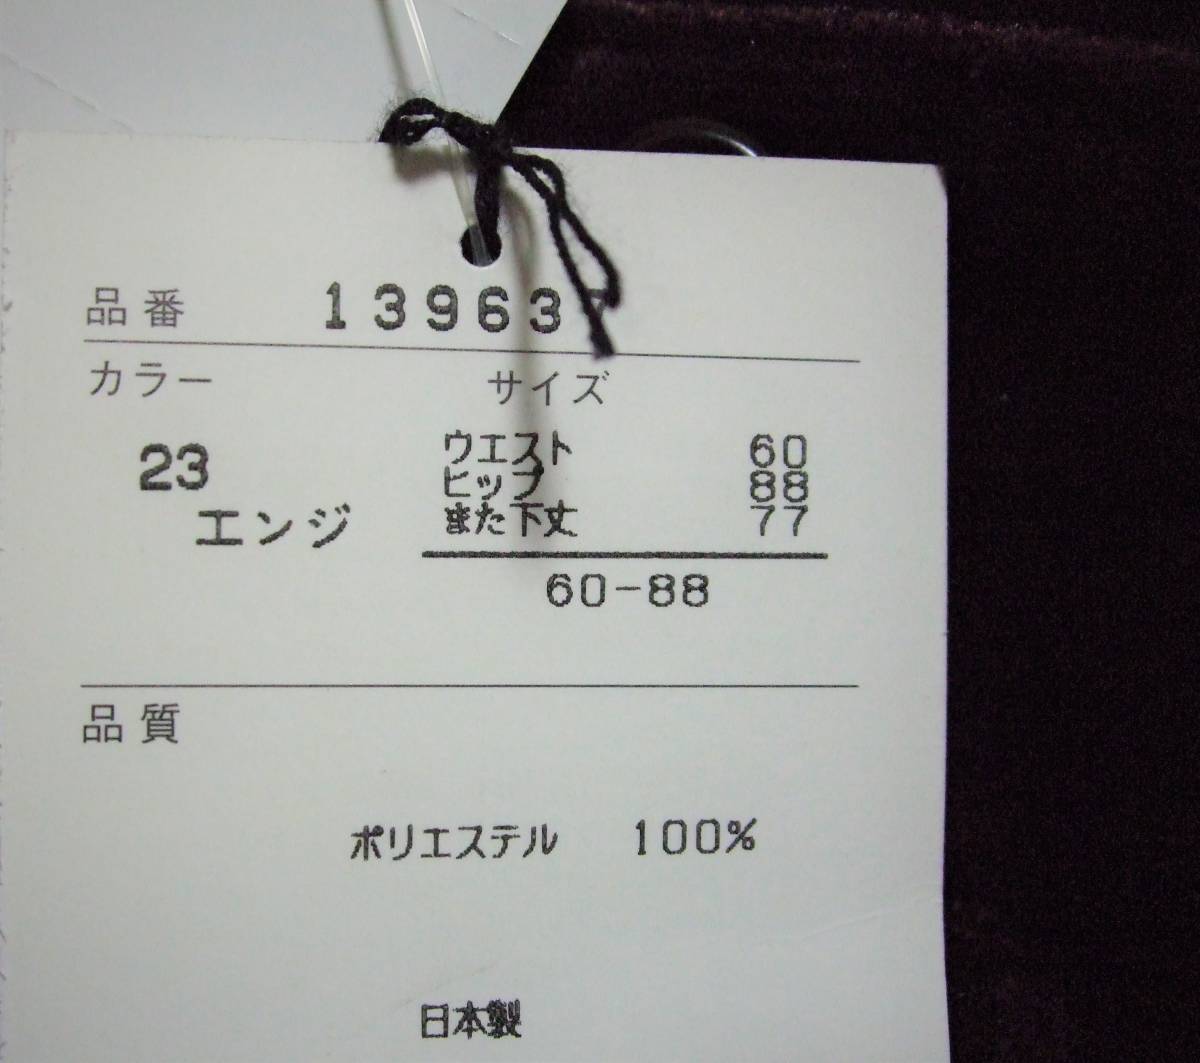 品番 13963
カラー サイズ
23 ウエスト 60
ヒップ 88
エンジ また下丈 77
60-88
品質
ポリエステル 100%
日本製